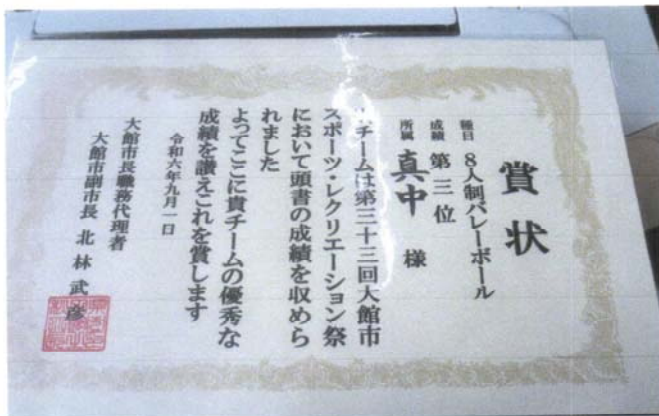 賞状
種目 8人制バレーボール
成績 第三位
所属 真中 様
チームは第三十三回大館市
スポーツ・レクリエーション祭
において頭書の成績を収めら
れました
よってここに貴チームの優秀な
成績を讃えこれを賞します
令和六年九月一日
大館市長職務代理者
大館市副市長 北林武彦